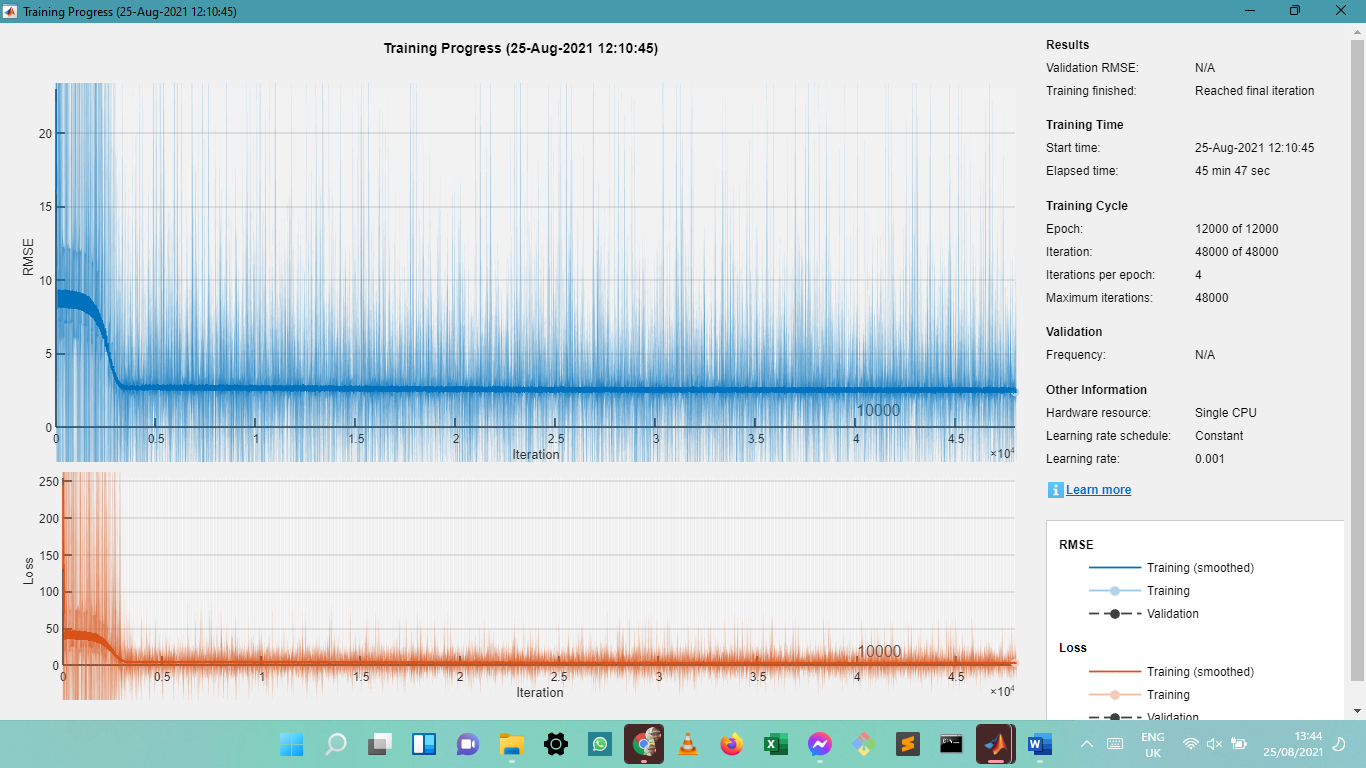 Training Progress (25-Aug-2021 12:10:45)
Training Progress (25-Aug-2021 12:10:45)
RMSE
20
15
10
5
0
10000
0 0.5 1 1.5 2 2.5 3 3.5 4 4.5
Iteration
×10⁴
Loss
250
200
150
100
50
0
10000
0 0.5 1 1.5 2 2.5 3 3.5 4 4.5
Iteration
×10⁴
Results
Validation RMSE: N/A
Training finished: Reached final iteration
Training Time
Start time: 25-Aug-2021 12:10:45
Elapsed time: 45 min 47 sec
Training Cycle
Epoch: 12000 of 12000
Iteration: 48000 of 48000
Iterations per epoch: 4
Maximum iterations: 48000
Validation
Frequency: N/A
Other Information
Hardware resource: Single CPU
Learning rate schedule: Constant
Learning rate: 0.001
i Learn more
RMSE
Training (smoothed)
Training
Validation
Loss
Training (smoothed)
Training
Validation
ENG
UK
13:44
25/08/2021